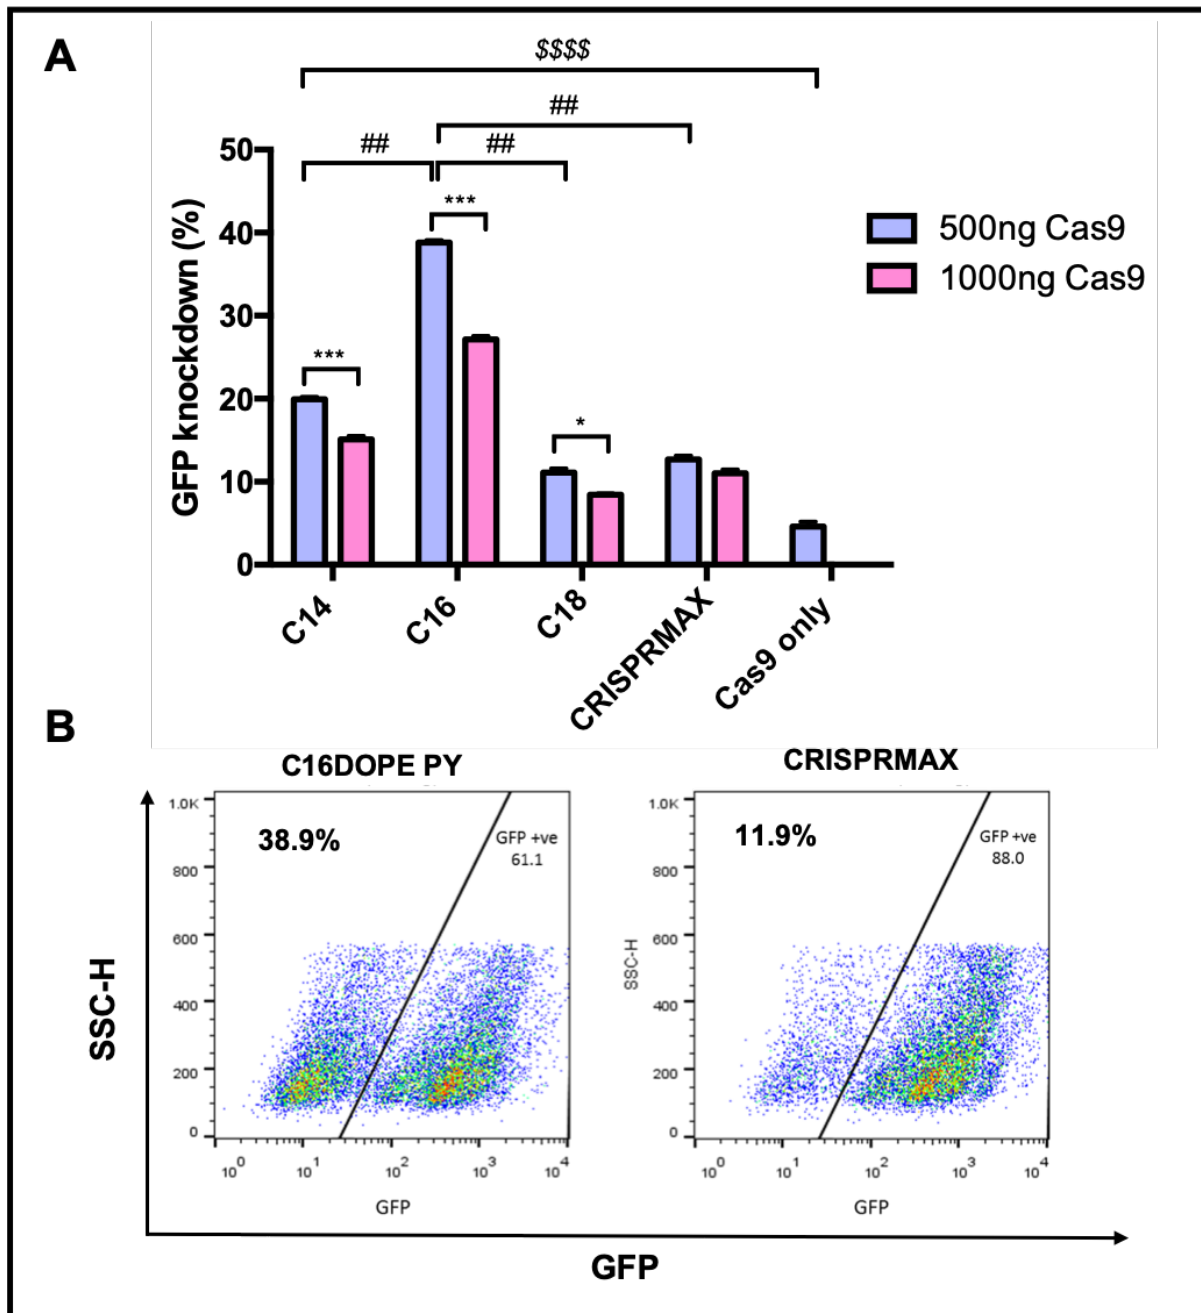 A
$$$$
##
## ##
***
***
*
50
40
30
20
10
0
GFP knockdown (%)
500ng Cas9
1000ng Cas9
C14 C16 C18 CRISPRMAX Cas9 only
B
C16DOPE PY
1.0K
800
600
400
200
0
38.9%
GFP +ve
61.1
10^0 10^1 10^2 10^3 10^4
GFP
CRISPRMAX
1.0K
800
600
400
200
0
SSC-H
11.9%
GFP +ve
88.0
10^0 10^1 10^2 10^3 10^4
GFP
SSC-H
GFP